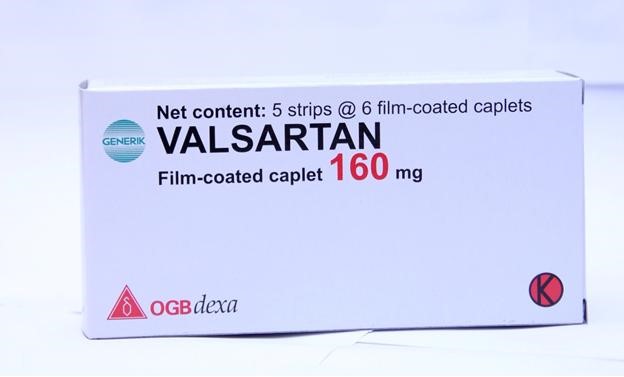 Net content: 5 strips @ 6 film-coated caplets
GENERIK
VALSARTAN
Film-coated caplet 160 mg
OGBdexa
K